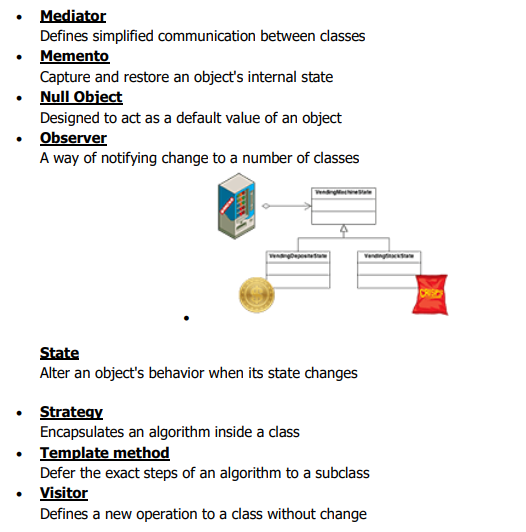 • Mediator
Defines simplified communication between classes
• Memento
Capture and restore an object's internal state
• Null Object
Designed to act as a default value of an object
• Observer
A way of notifying change to a number of classes
VendingMachineState
VendingDepositeState VendingStockState
•
State
Alter an object's behavior when its state changes
• Strategy
Encapsulates an algorithm inside a class
• Template method
Defer the exact steps of an algorithm to a subclass
• Visitor
Defines a new operation to a class without change